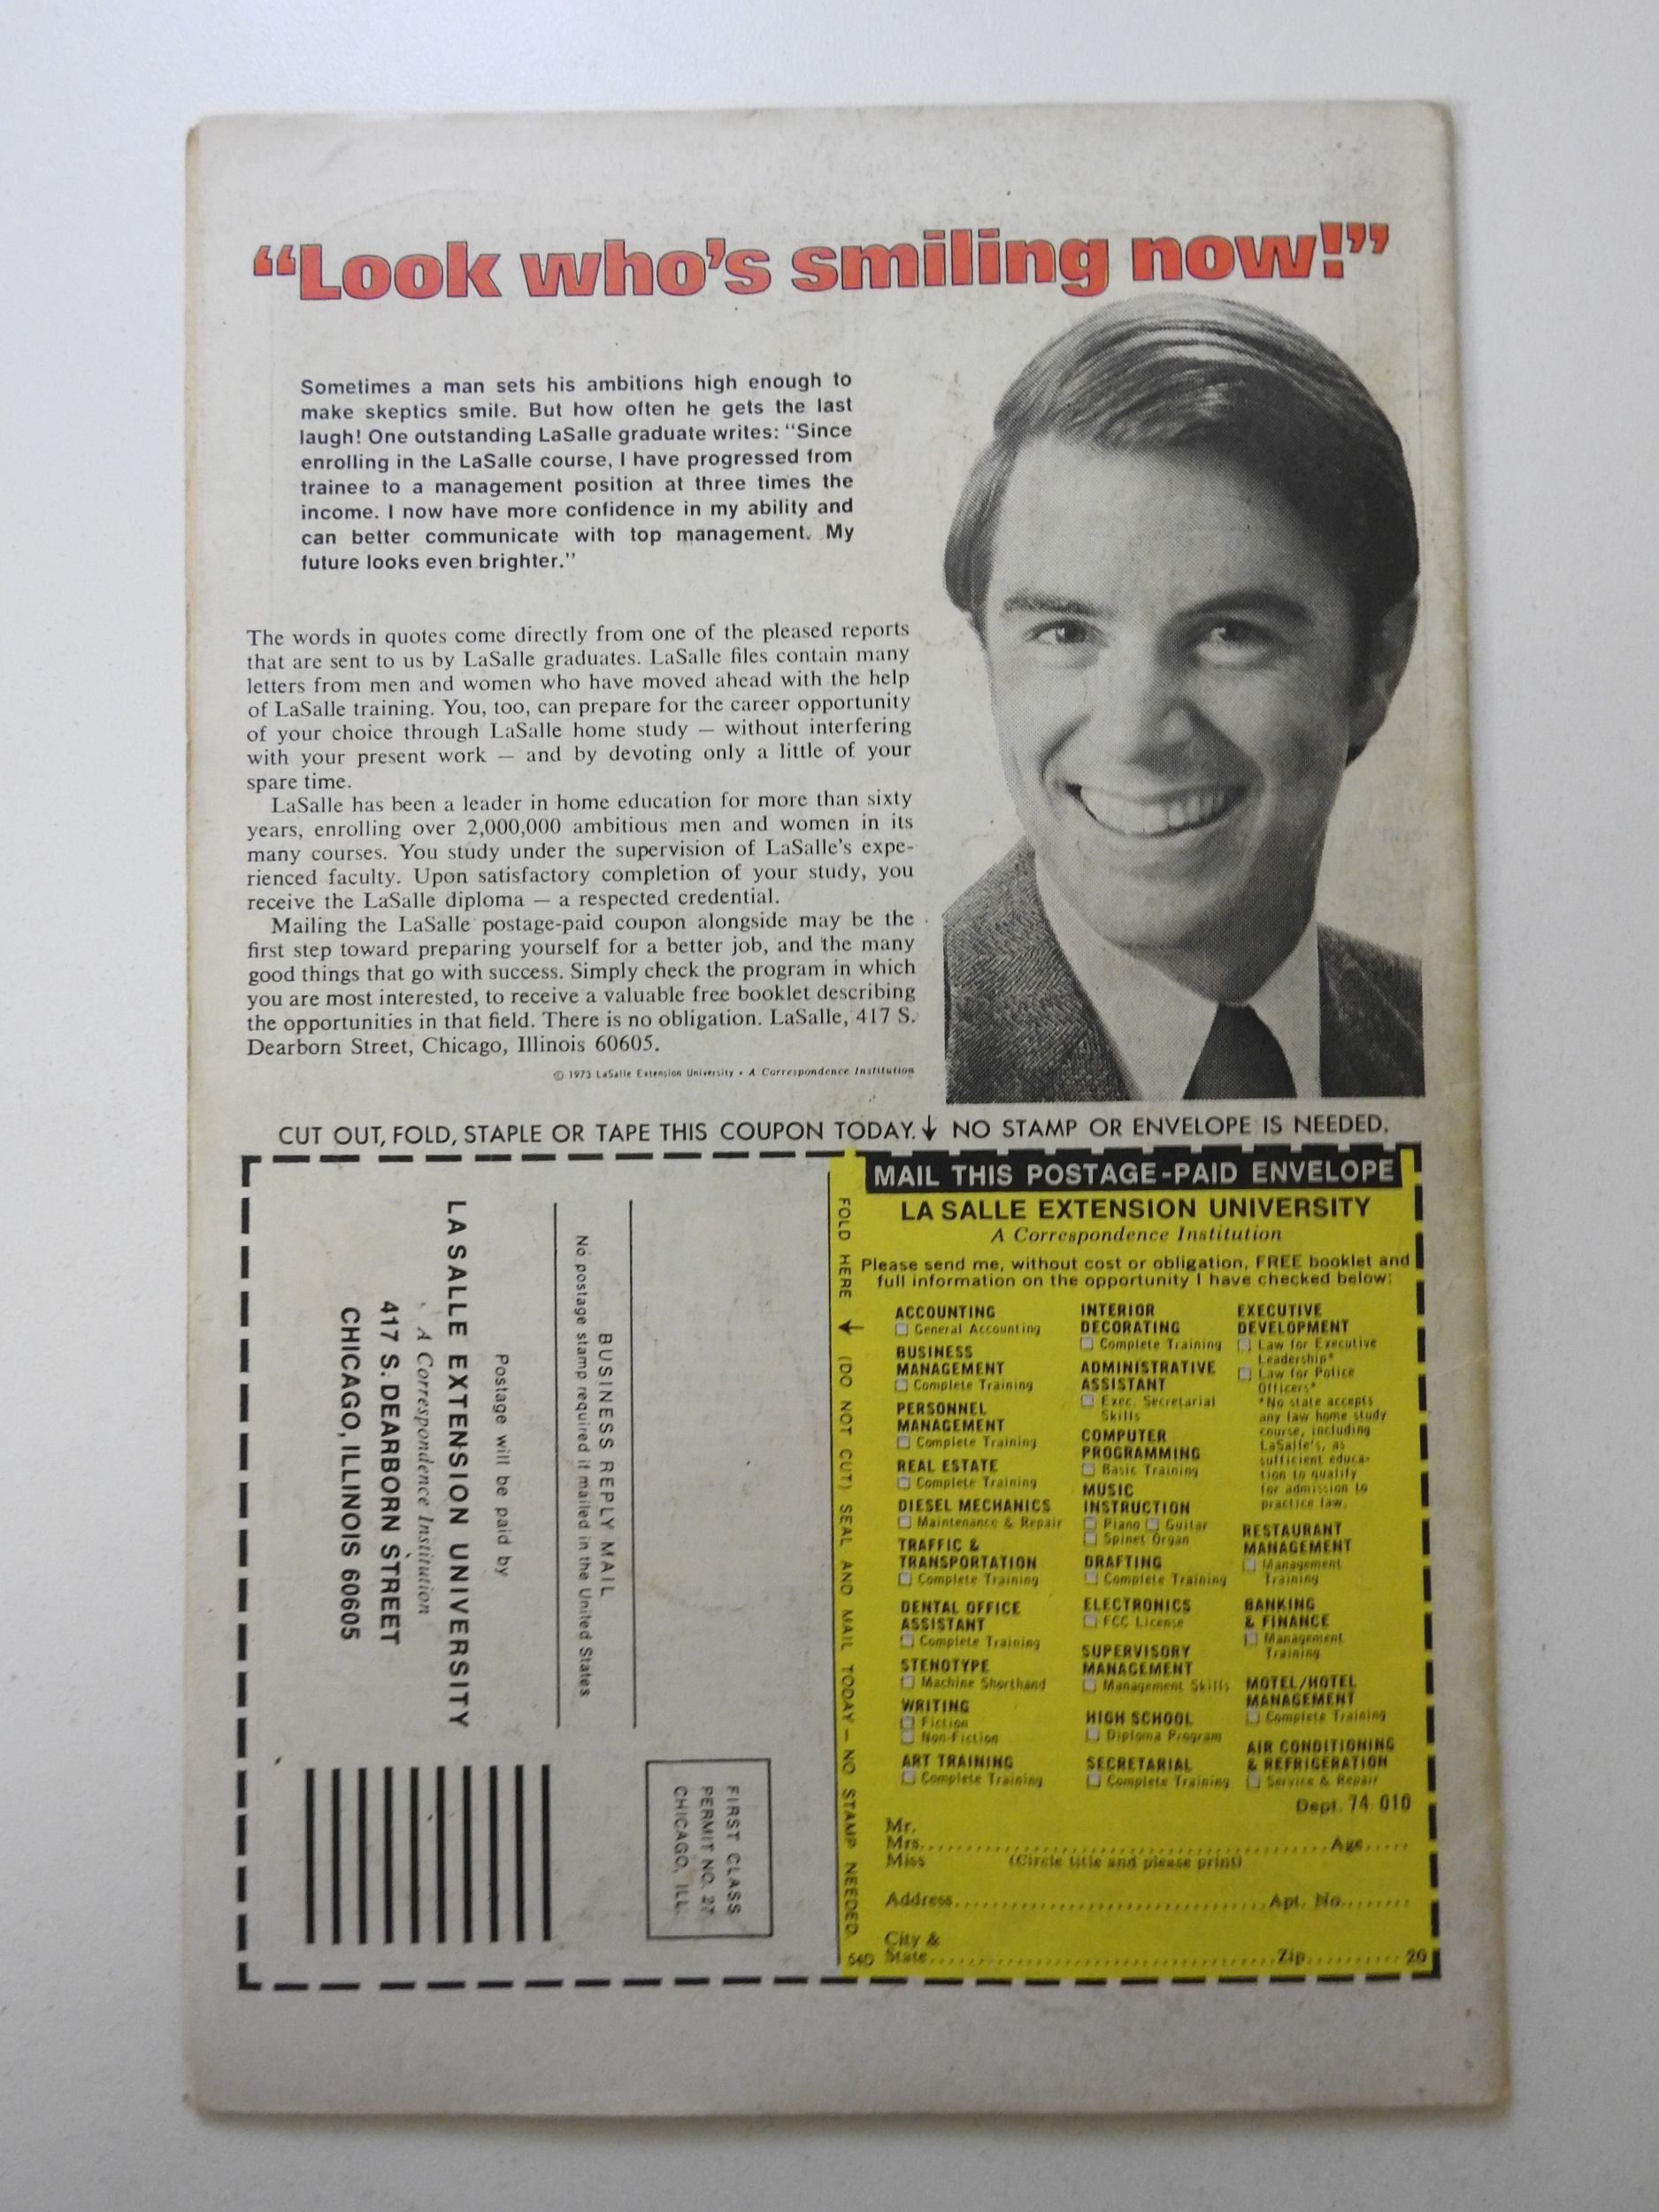 “Look who’s smiling now!”
Sometimes a man sets his ambitions high enough to
make skeptics smile. But how often he gets the last
laugh! One outstanding LaSalle graduate writes: “Since
enrolling in the LaSalle course, I have progressed from
trainee to a management position at three times the
income. I now have more confidence in my ability and
can better communicate with top management. My
future looks even brighter.”
The words in quotes come directly from one of the pleased reports
that are sent to us by LaSalle graduates. LaSalle files contain many
letters from men and women who have moved ahead with the help
of LaSalle training. You, too, can prepare for the career opportunity
of your choice through LaSalle home study — without interfering
with your present work — and by devoting only a little of your
spare time.
LaSalle has been a leader in home education for more than sixty
years, enrolling over 2,000,000 ambitious men and women in its
many courses. You study under the supervision of LaSalle’s expe-
rienced faculty. Upon satisfactory completion of your study, you
receive the LaSalle diploma — a respected credential.
Mailing the LaSalle postage-paid coupon alongside may be the
first step toward preparing yourself for a better job, and the many
good things that go with success. Simply check the program in which
you are most interested, to receive a valuable free booklet describing
the opportunities in that field. There is no obligation. LaSalle, 417 S.
Dearborn Street, Chicago, Illinois 60605.
© 1973 LaSalle Extension University • A Correspondence Institution
CUT OUT, FOLD, STAPLE OR TAPE THIS COUPON TODAY. NO STAMP OR ENVELOPE IS NEEDED.
FIRST CLASS
PERMIT NO. 27
CHICAGO, ILL.
BUSINESS REPLY MAIL
No postage stamp required if mailed in the United States
Postage will be paid by
LA SALLE EXTENSION UNIVERSITY
A Correspondence Institution
417 S. DEARBORN STREET
CHICAGO, ILLINOIS 60605
FOLD HERE (DO NOT CUT) SEAL AND MAIL TODAY — NO STAMP NEEDED.
MAIL THIS POSTAGE-PAID ENVELOPE
LA SALLE EXTENSION UNIVERSITY
A Correspondence Institution
Please send me, without cost or obligation, FREE booklet and
full information on the opportunity I have checked below:
ACCOUNTING
General Accounting
BUSINESS
MANAGEMENT
Complete Training
PERSONNEL
MANAGEMENT
Complete Training
REAL ESTATE
Complete Training
DIESEL MECHANICS
Maintenance & Repair
TRAFFIC &
TRANSPORTATION
Complete Training
DENTAL OFFICE
ASSISTANT
Complete Training
STENOTYPE
Machine Shorthand
WRITING
Fiction
Non-Fiction
ART TRAINING
Complete Training
INTERIOR
DECORATING
Complete Training
ADMINISTRATIVE
ASSISTANT
Exec. Secretarial
Skills
COMPUTER
PROGRAMMING
Basic Training
MUSIC
INSTRUCTION
Piano Guitar
Spinet Organ
DRAFTING
Complete Training
ELECTRONICS
FCC License
SUPERVISORY
MANAGEMENT
Management Skills
HIGH SCHOOL
Diploma Program
SECRETARIAL
Complete Training
EXECUTIVE
DEVELOPMENT
Law for Executive
Leadership*
Law for Police
Officers*
*No state accepts
any law home study
course, including
LaSalle’s, as
sufficient educa-
tion to qualify
for admission to
practice law.
RESTAURANT
MANAGEMENT
Management
Training
BANKING
& FINANCE
Management
Training
MOTEL/HOTEL
MANAGEMENT
Complete Training
AIR CONDITIONING
& REFRIGERATION
Service & Repair
Dept. 74-010
Mr.
Mrs. Age
Miss (Circle title and please print)
Address Apt. No.
City &
State Zip 26
540